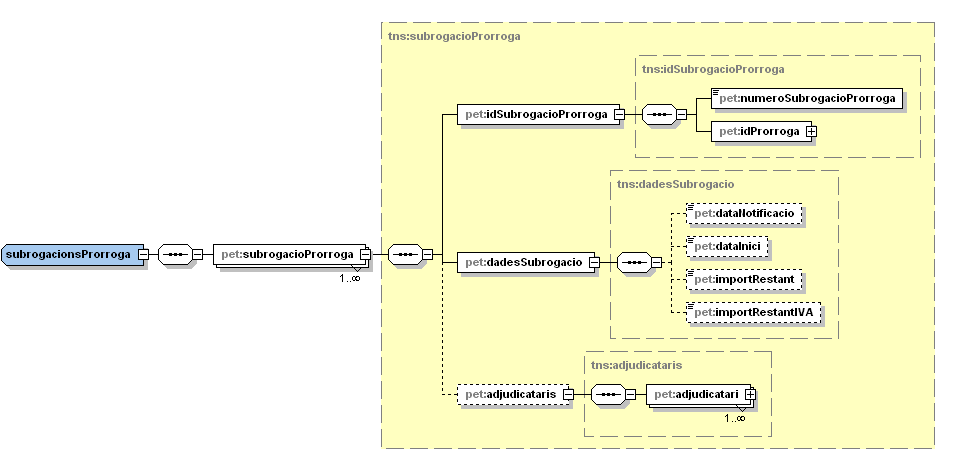 tns:subrogacioProrroga
tns:idSubrogacioProrroga
pet:numeroSubrogacioProrroga
pet:idSubrogacioProrroga
pet:idProrroga
tns:dadesSubrogacio
pet:dataNotificacio
pet:dataInici
subrogacionsProrroga
pet:subrogacioProrroga
1..∞
pet:dadesSubrogacio
pet:importRestant
pet:importRestantIVA
tns:adjudicataris
pet:adjudicataris
pet:adjudicatari
1..∞